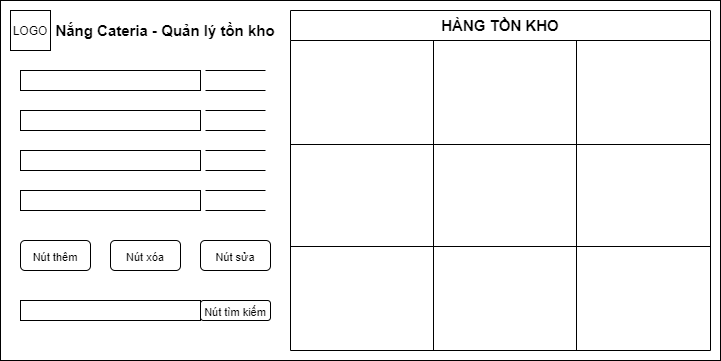 LOGO
Nắng Cateria - Quản lý tồn kho
HÀNG TỒN KHO
Nút thêm
Nút xóa
Nút sửa
Nút tìm kiếm